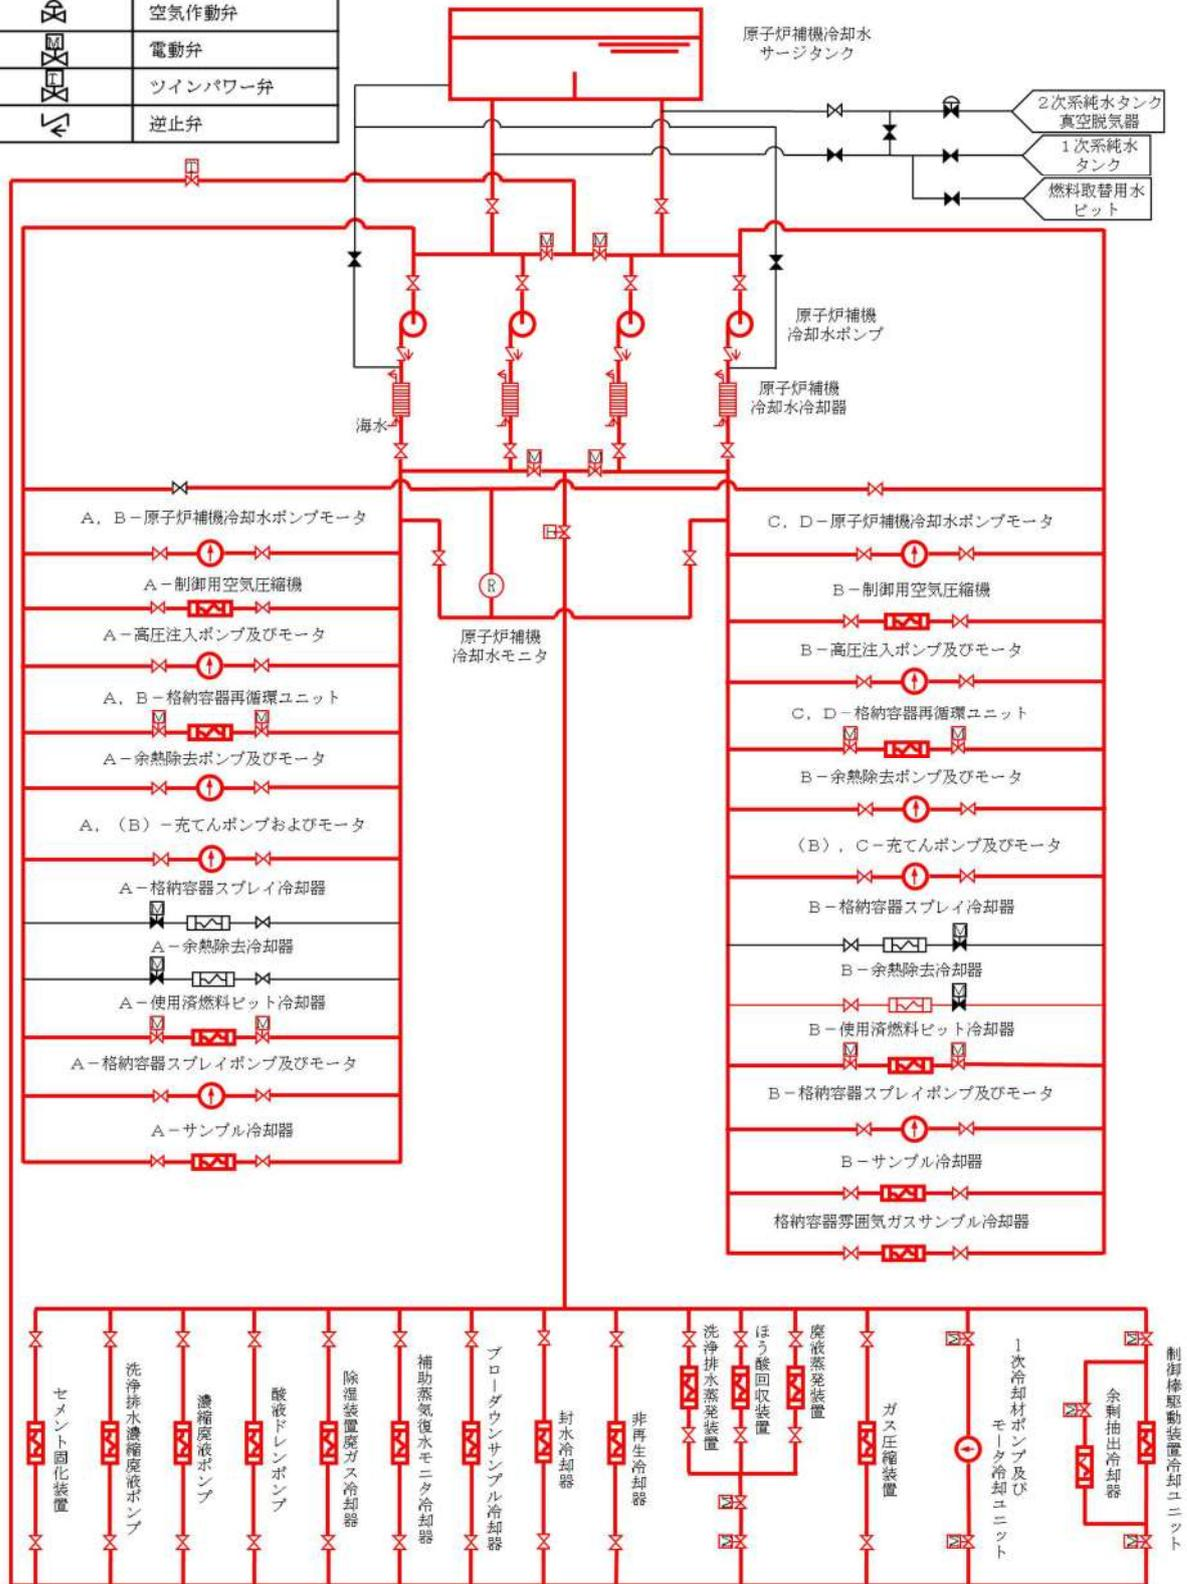 空気作動弁
M
電動弁
T
ツインパワー弁
逆止弁
原子炉補機冷却水
サージタンク
2次系純水タンク
真空脱気器
1次系純水
タンク
燃料取替用水
ピット
T
M
M
原子炉補機
冷却水ポンプ
原子炉補機
冷却水冷却器
海水
M
M
A,B-原子炉補機冷却水ポンプモータ
A-制御用空気圧縮機
A-高圧注入ポンプ及びモータ
A,B-格納容器再循環ユニット
M
M
A-余熱除去ポンプ及びモータ
A,(B)-充てんポンプおよびモータ
A-格納容器スプレイ冷却器
M
A-余熱除去冷却器
M
A-使用済燃料ピット冷却器
M
M
A-格納容器スプレイポンプ及びモータ
A-サンプル冷却器
T
R
原子炉補機
冷却水モニタ
C,D-原子炉補機冷却水ポンプモータ
B-制御用空気圧縮機
B-高圧注入ポンプ及びモータ
C,D-格納容器再循環ユニット
M
M
B-余熱除去ポンプ及びモータ
(B),C-充てんポンプ及びモータ
B-格納容器スプレイ冷却器
M
B-余熱除去冷却器
M
B-使用済燃料ピット冷却器
M
M
B-格納容器スプレイポンプ及びモータ
B-サンプル冷却器
格納容器雰囲気ガスサンプル冷却器
セメント固化装置
洗浄排水濃縮廃液ポンプ
濃縮廃液ポンプ
酸液ドレンポンプ
除湿装置廃ガス冷却器
補助蒸気復水モニタ冷却器
ブローダウンサンプル冷却器
封水冷却器
非再生冷却器
洗浄排水蒸発装置
ほう酸回収装置
廃液蒸発装置
M
M
ガス圧縮装置
M
M
1次冷却材ポンプ及び
モータ冷却ユニット
M
M
余剰抽出冷却器
M
制御棒駆動装置冷却ユニット